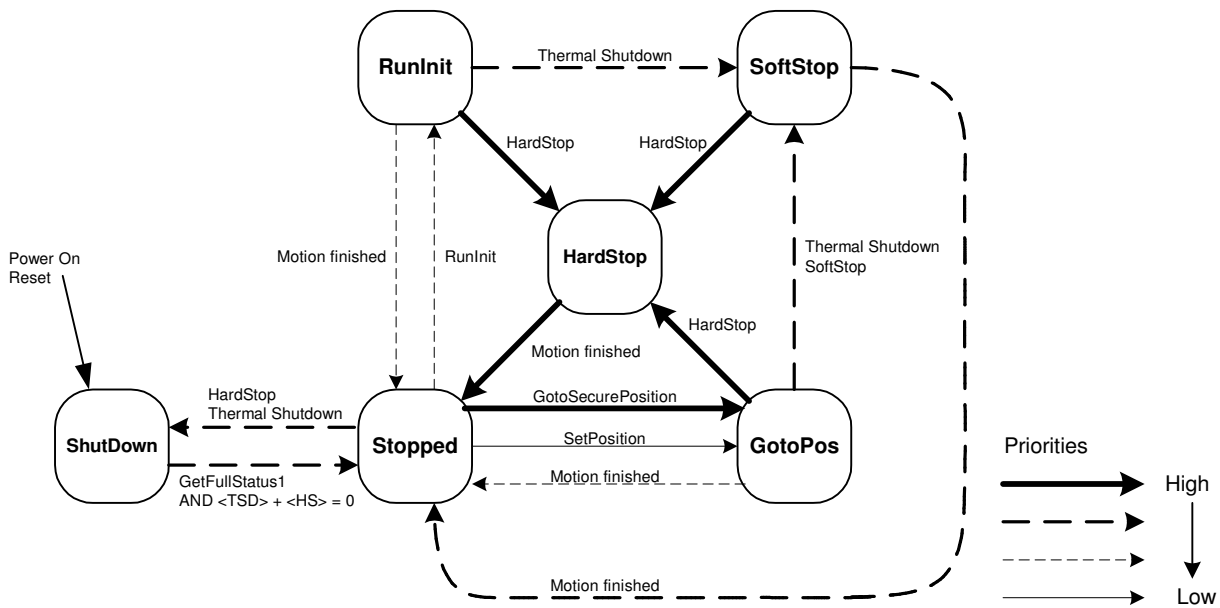 RunInit
Thermal Shutdown
SoftStop
HardStop
HardStop
Power On
Reset
Motion finished
RunInit
HardStop
Thermal Shutdown
SoftStop
HardStop
Motion finished
HardStop
Thermal Shutdown
GotoSecurePosition
ShutDown
Stopped
SetPosition
GotoPos
Motion finished
GetFullStatus1
AND <TSD> + <HS> = 0
Motion finished
Priorities
High
Low